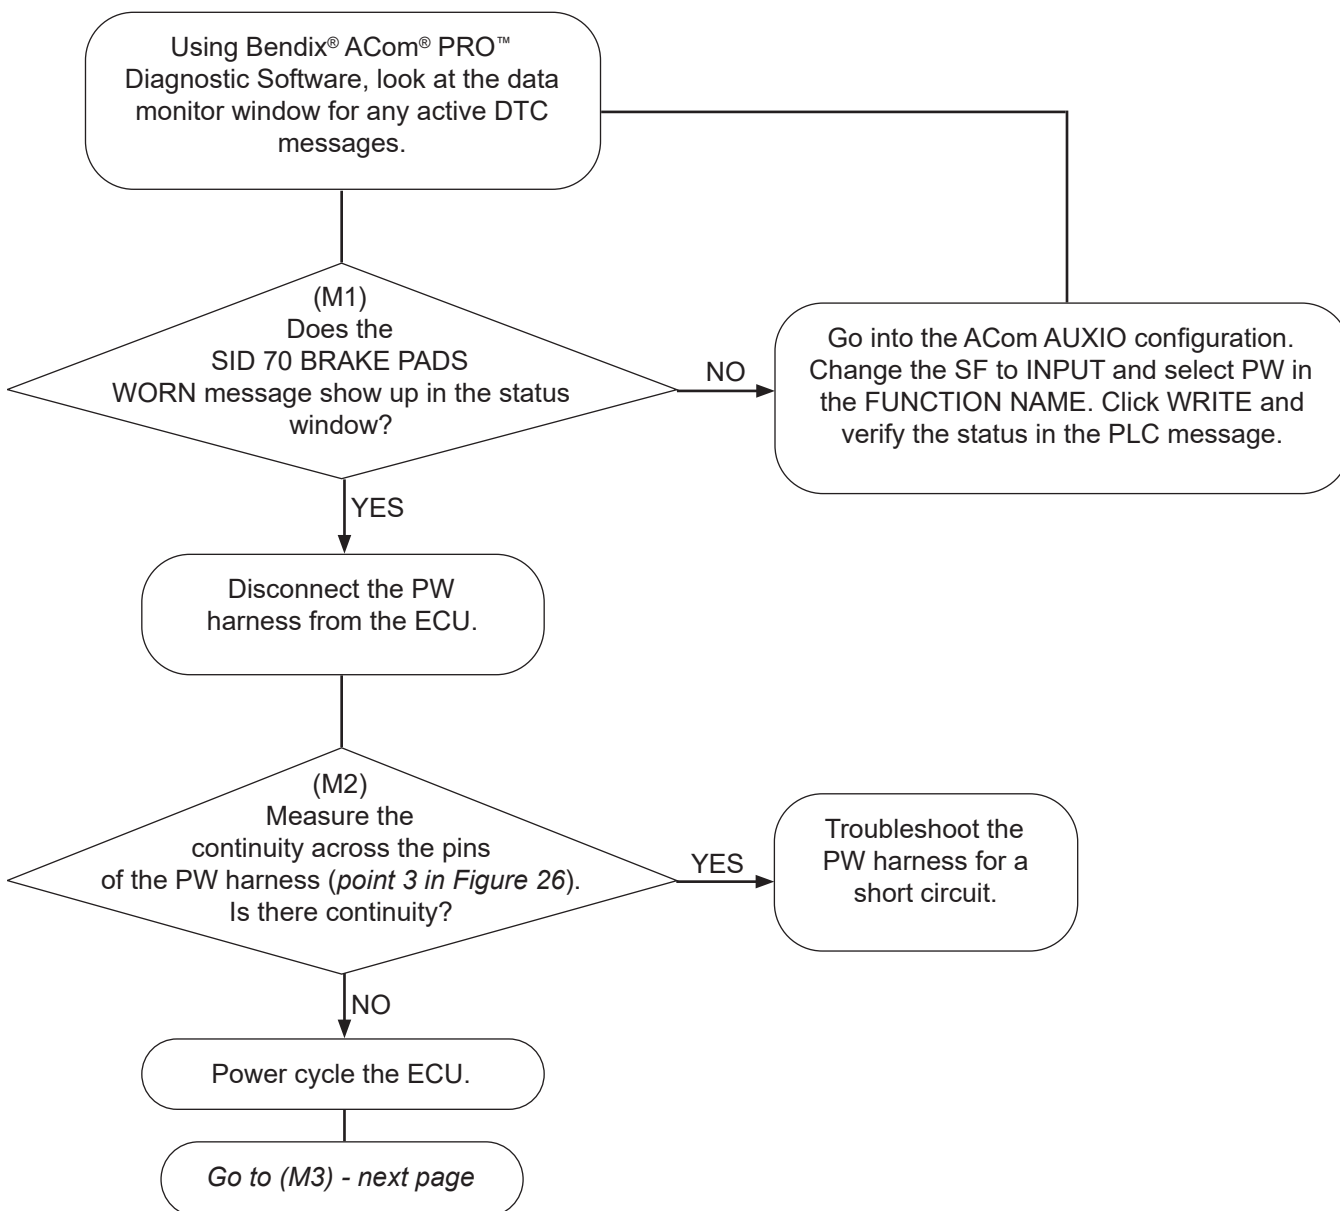 Using Bendix® ACom® PRO™
Diagnostic Software, look at the data
monitor window for any active DTC
messages.
(M1)
Does the
SID 70 BRAKE PADS
WORN message show up in the status
window?
NO
Go into the ACom AUXIO configuration.
Change the SF to INPUT and select PW in
the FUNCTION NAME. Click WRITE and
verify the status in the PLC message.
YES
Disconnect the PW
harness from the ECU.
(M2)
Measure the
continuity across the pins
of the PW harness (point 3 in Figure 26).
Is there continuity?
YES
Troubleshoot the
PW harness for a
short circuit.
NO
Power cycle the ECU.
Go to (M3) - next page